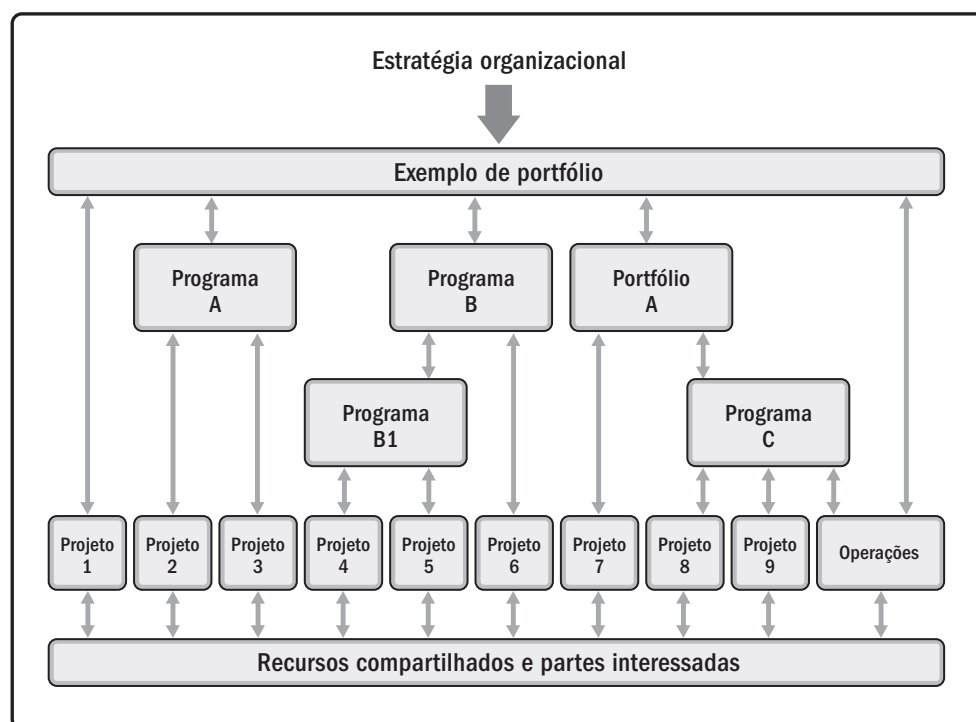 Estratégia organizacional
Exemplo de portfólio
Programa
A
Programa
B
Portfólio
A
Programa
B1
Programa
C
Projeto
1
Projeto
2
Projeto
3
Projeto
4
Projeto
5
Projeto
6
Projeto
7
Projeto
8
Projeto
9
Operações
Recursos compartilhados e partes interessadas